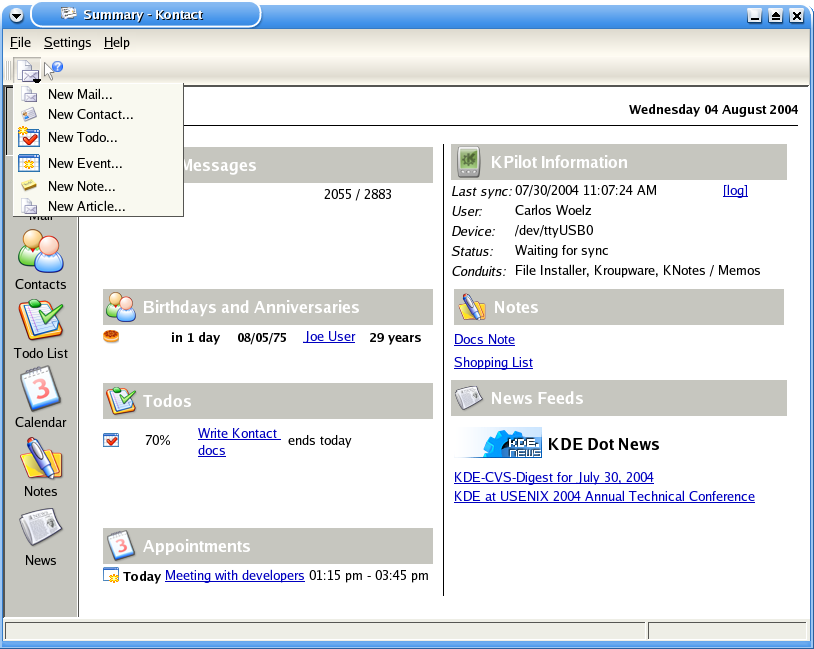 Summary - Kontact
File Settings Help
New Mail...
New Contact...
New Todo...
New Event...
New Note...
New Article...
Mail
Contacts
Todo List
3
Calendar
Notes
News
Wednesday 04 August 2004
Messages
2055 / 2883
Birthdays and Anniversaries
in 1 day 08/05/75 Joe User 29 years
Todos
70% Write Kontact docs ends today
3 Appointments
Today Meeting with developers 01:15 pm - 03:45 pm
KPilot Information
Last sync: 07/30/2004 11:07:24 AM [log]
User: Carlos Woelz
Device: /dev/ttyUSB0
Status: Waiting for sync
Conduits: File Installer, Kroupware, KNotes / Memos
Notes
Docs Note
Shopping List
News Feeds
KDE. NEWS KDE Dot News
KDE-CVS-Digest for July 30, 2004
KDE at USENIX 2004 Annual Technical Conference